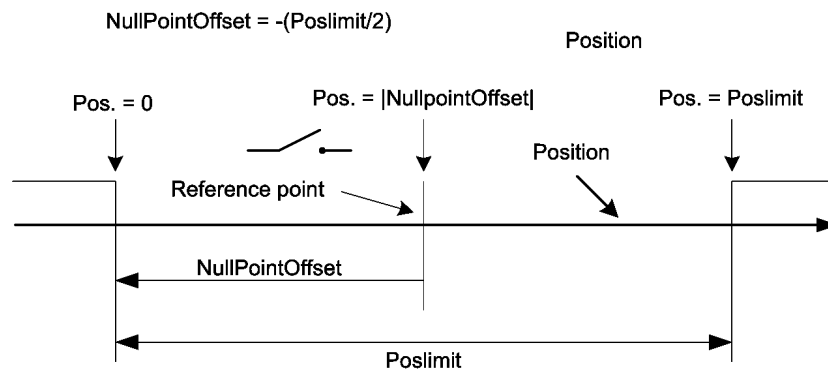 NullPointOffset = -(Poslimit/2)
Position
Pos. = 0
Pos. = |NullpointOffset|
Pos. = Poslimit
Position
Reference point
NullPointOffset
Poslimit